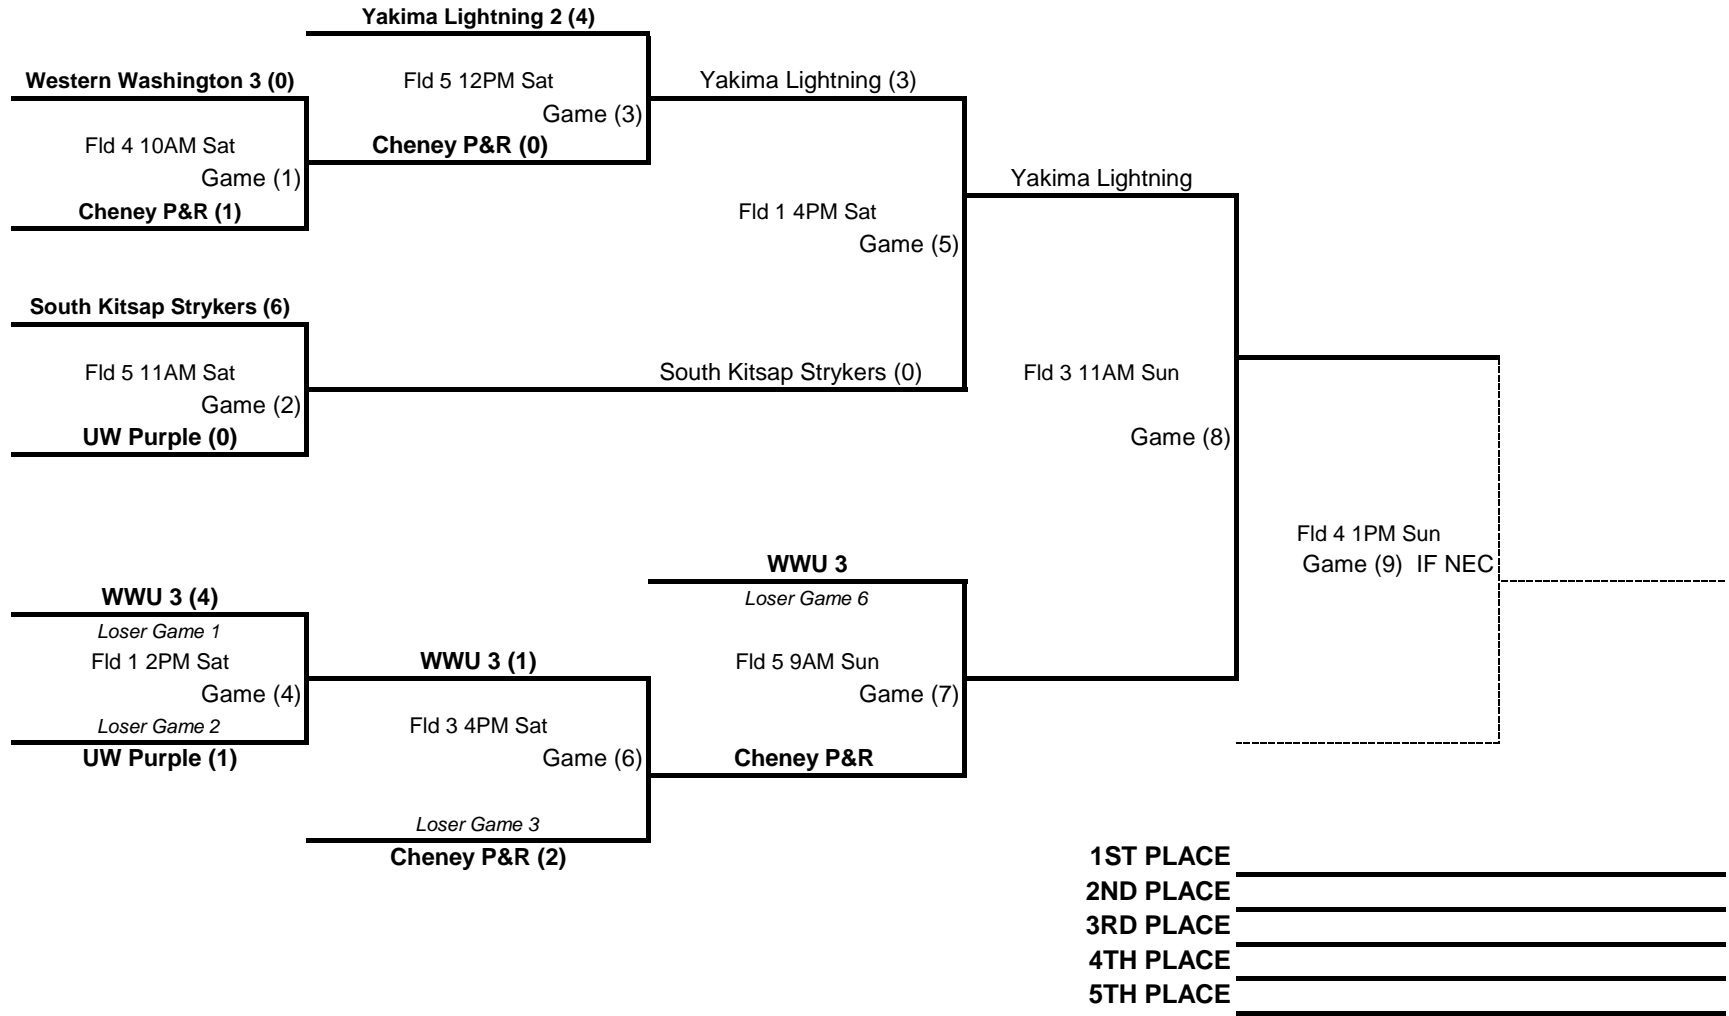 Yakima Lightning 2 (4)
Western Washington 3 (0)
Fld 5 12PM Sat
Yakima Lightning (3)
Game (3)
Fld 4 10AM Sat
Cheney P&R (0)
Game (1)
Yakima Lightning
Cheney P&R (1)
Fld 1 4PM Sat
Game (5)
South Kitsap Strykers (6)
Fld 5 11AM Sat
South Kitsap Strykers (0)
Fld 3 11AM Sun
Game (2)
UW Purple (0)
Game (8)
Fld 4 1PM Sun
WWU 3
Game (9) IF NEC
WWU 3 (4)
Loser Game 6
Loser Game 1
Fld 1 2PM Sat
WWU 3 (1)
Fld 5 9AM Sun
Game (4)
Game (7)
Loser Game 2
Fld 3 4PM Sat
UW Purple (1)
Game (6)
Cheney P&R
Loser Game 3
Cheney P&R (2)
1ST PLACE
2ND PLACE
3RD PLACE
4TH PLACE
5TH PLACE